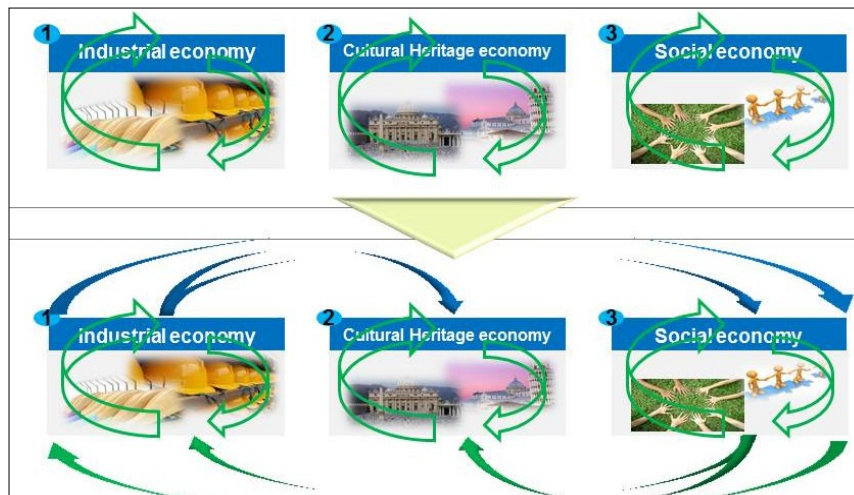 1
Industrial economy
2
Cultural Heritage economy
3
Social economy
1
Industrial economy
2
Cultural Heritage economy
3
Social economy